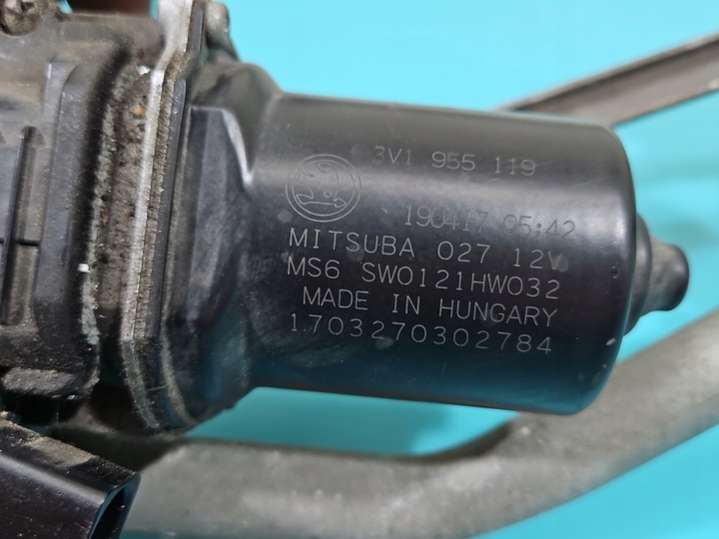 3V1 955 119
190417 05:42
MITSUBA 027 12V
MS6 SW0121HW032
MADE IN HUNGARY
1703270302784